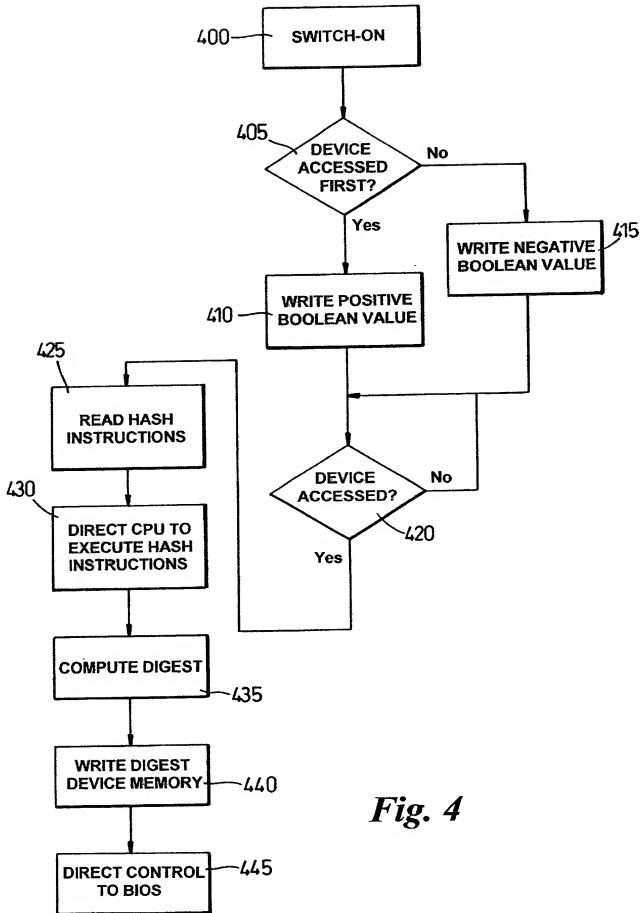 400
SWITCH-ON
405
DEVICE
ACCESSED
FIRST?
No
Yes
415
WRITE NEGATIVE
BOOLEAN VALUE
410
WRITE POSITIVE
BOOLEAN VALUE
420
DEVICE
ACCESSED?
No
Yes
425
READ HASH
INSTRUCTIONS
430
DIRECT CPU TO
EXECUTE HASH
INSTRUCTIONS
COMPUTE DIGEST
435
WRITE DIGEST
DEVICE MEMORY
440
DIRECT CONTROL
TO BIOS
445
Fig. 4